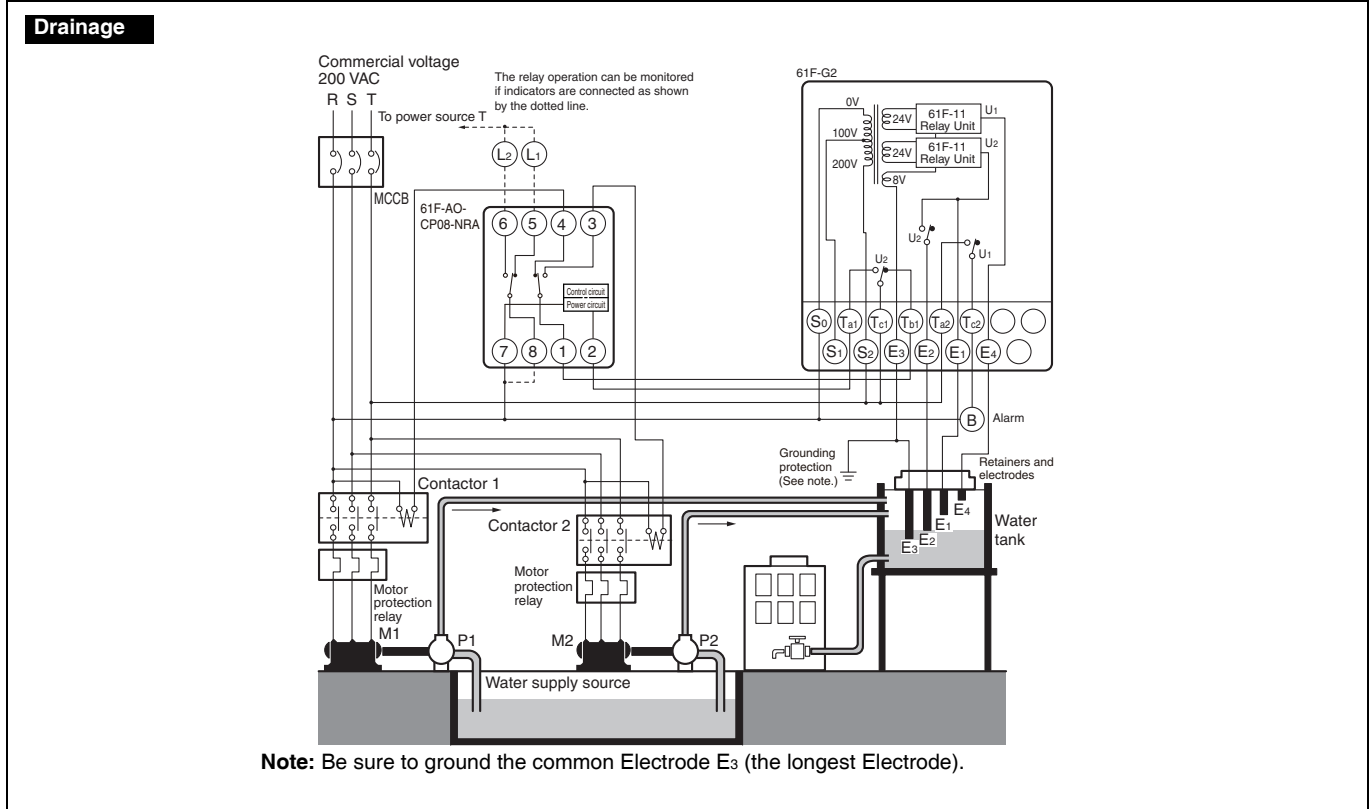 Drainage
Commercial voltage
200 VAC
R S T
The relay operation can be monitored
if indicators are connected as shown
by the dotted line.
To power source T
L2 L1
MCCB
61F-AO-
CP08-NRA
6 5 4 3
Control circuit
Power circuit
7 8 1 2
61F-G2
0V
100V
200V
24V
24V
8V
61F-11
Relay Unit
U1
61F-11
Relay Unit
U2
U2
U1
U2
S0 Ta1 Tc1 Tb1 Ta2 Tc2
S1 S2 E3 E2 E1 E4
B Alarm
Grounding
protection
(See note.)
Retainers and
electrodes
E4
E1
E2
E3
Water
tank
Contactor 1
Contactor 2
Motor
protection
relay
Motor
protection
relay
M1 P1 M2 P2
Water supply source
Note: Be sure to ground the common Electrode E3 (the longest Electrode).